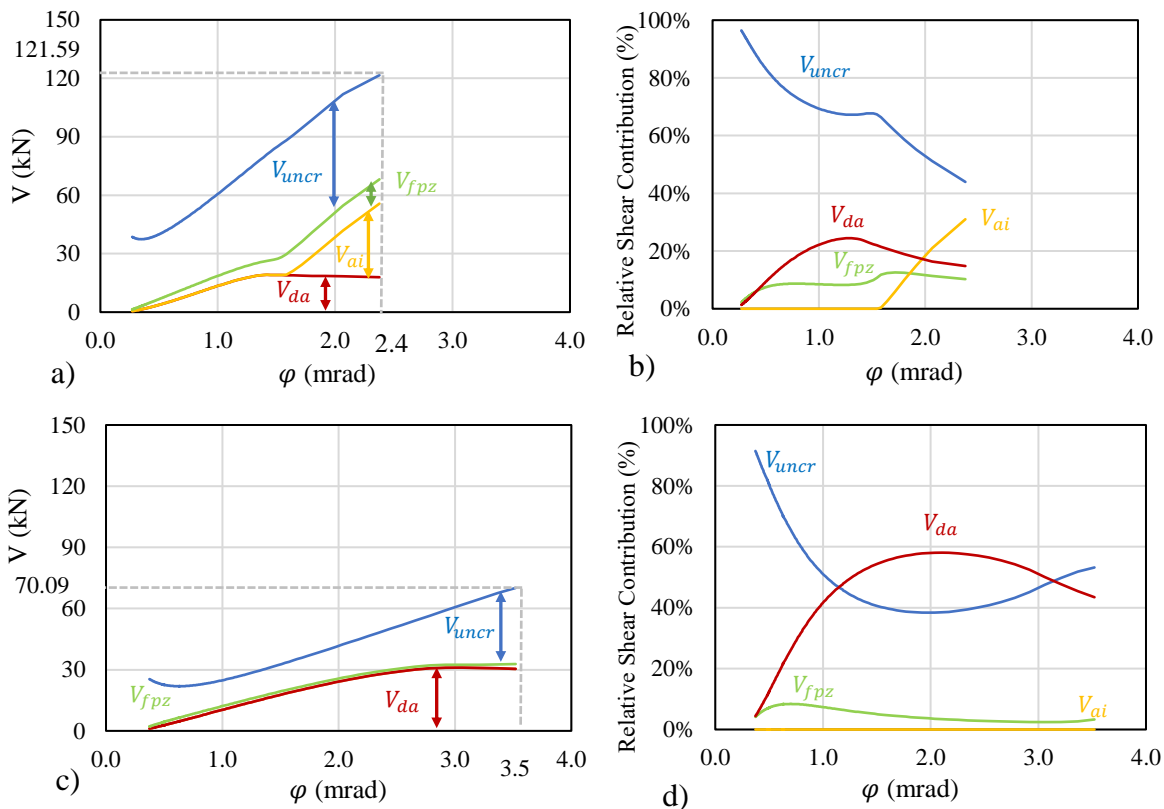 150
121.59
120
90
60
30
0
V (kN)
V_uncr
V_fpz
V_ai
V_da
0.0 1.0 2.0 2.4 3.0 4.0
a)
φ (mrad)
100%
80%
60%
40%
20%
0%
Relative Shear Contribution (%)
V_uncr
V_da
V_ai
V_fpz
0.0 1.0 2.0 3.0 4.0
b)
φ (mrad)
150
120
90
70.09
60
30
0
V (kN)
V_uncr
V_fpz
V_da
0.0 1.0 2.0 3.0 3.5 4.0
c)
φ (mrad)
100%
80%
60%
40%
20%
0%
Relative Shear Contribution (%)
V_uncr
V_da
V_fpz
V_ai
0.0 1.0 2.0 3.0 4.0
d)
φ (mrad)